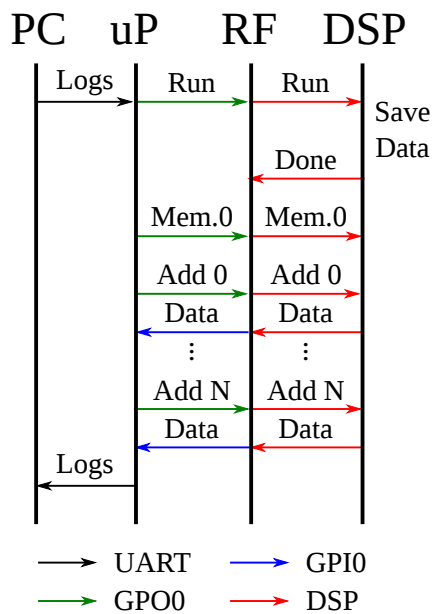 PC uP RF DSP
Logs Run Run
Save
Data
Done
Mem.0 Mem.0
Add 0 Add 0
Data Data
... ...
Add N Add N
Data Data
Logs
UART GPI0
GPO0 DSP